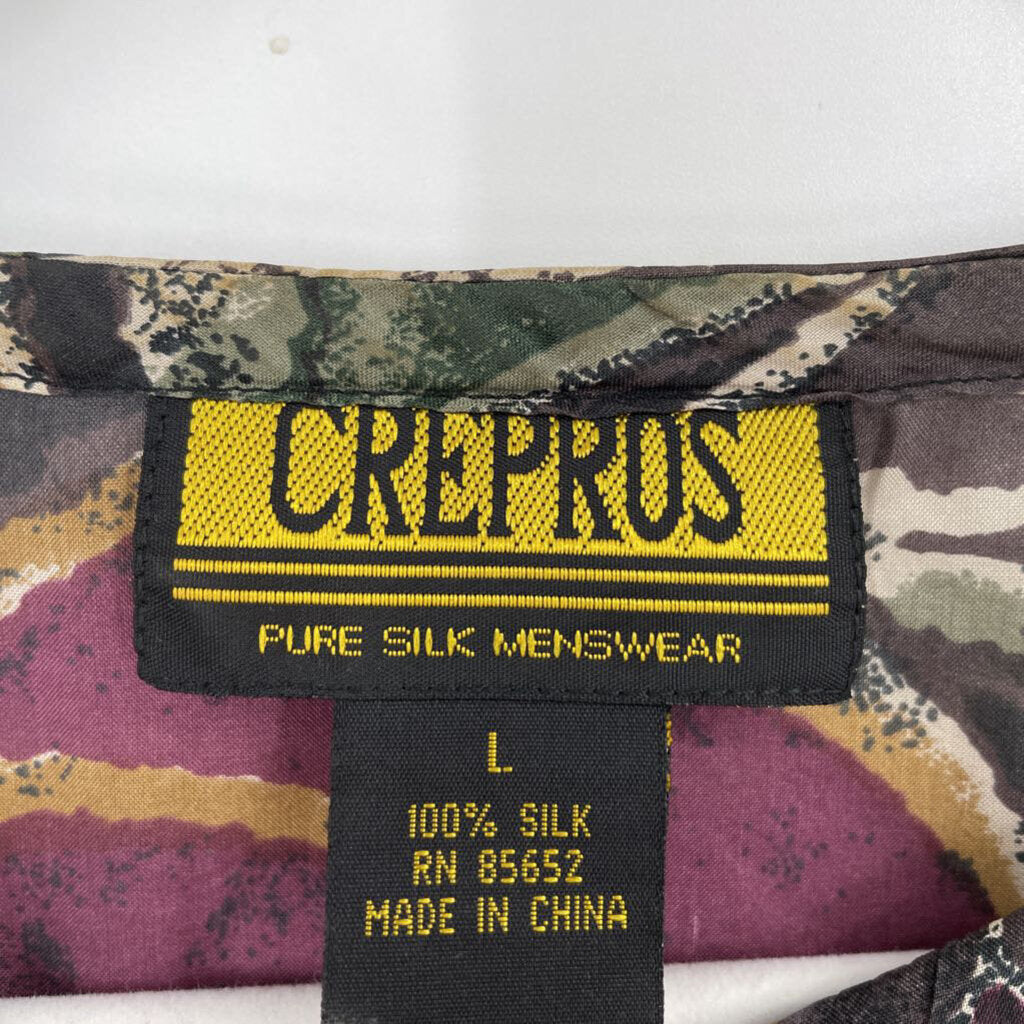 CREPROS
PURE SILK MENSWEAR
L
100% SILK
RN 85652
MADE IN CHINA